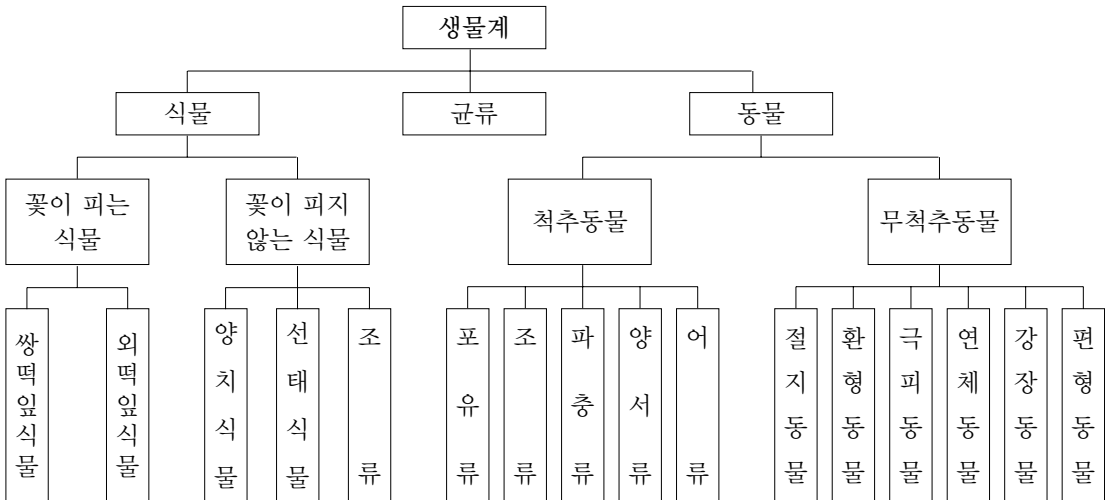 생물계
식물
균류
동물
꽃이 피는
식물
꽃이 피지
않는 식물
척추동물
무척추동물
쌍떡잎식물
외떡잎식물
양치식물
선태식물
조류
포유류
조류
파충류
양서류
어류
절지동물
환형동물
극피동물
연체동물
강장동물
편형동물